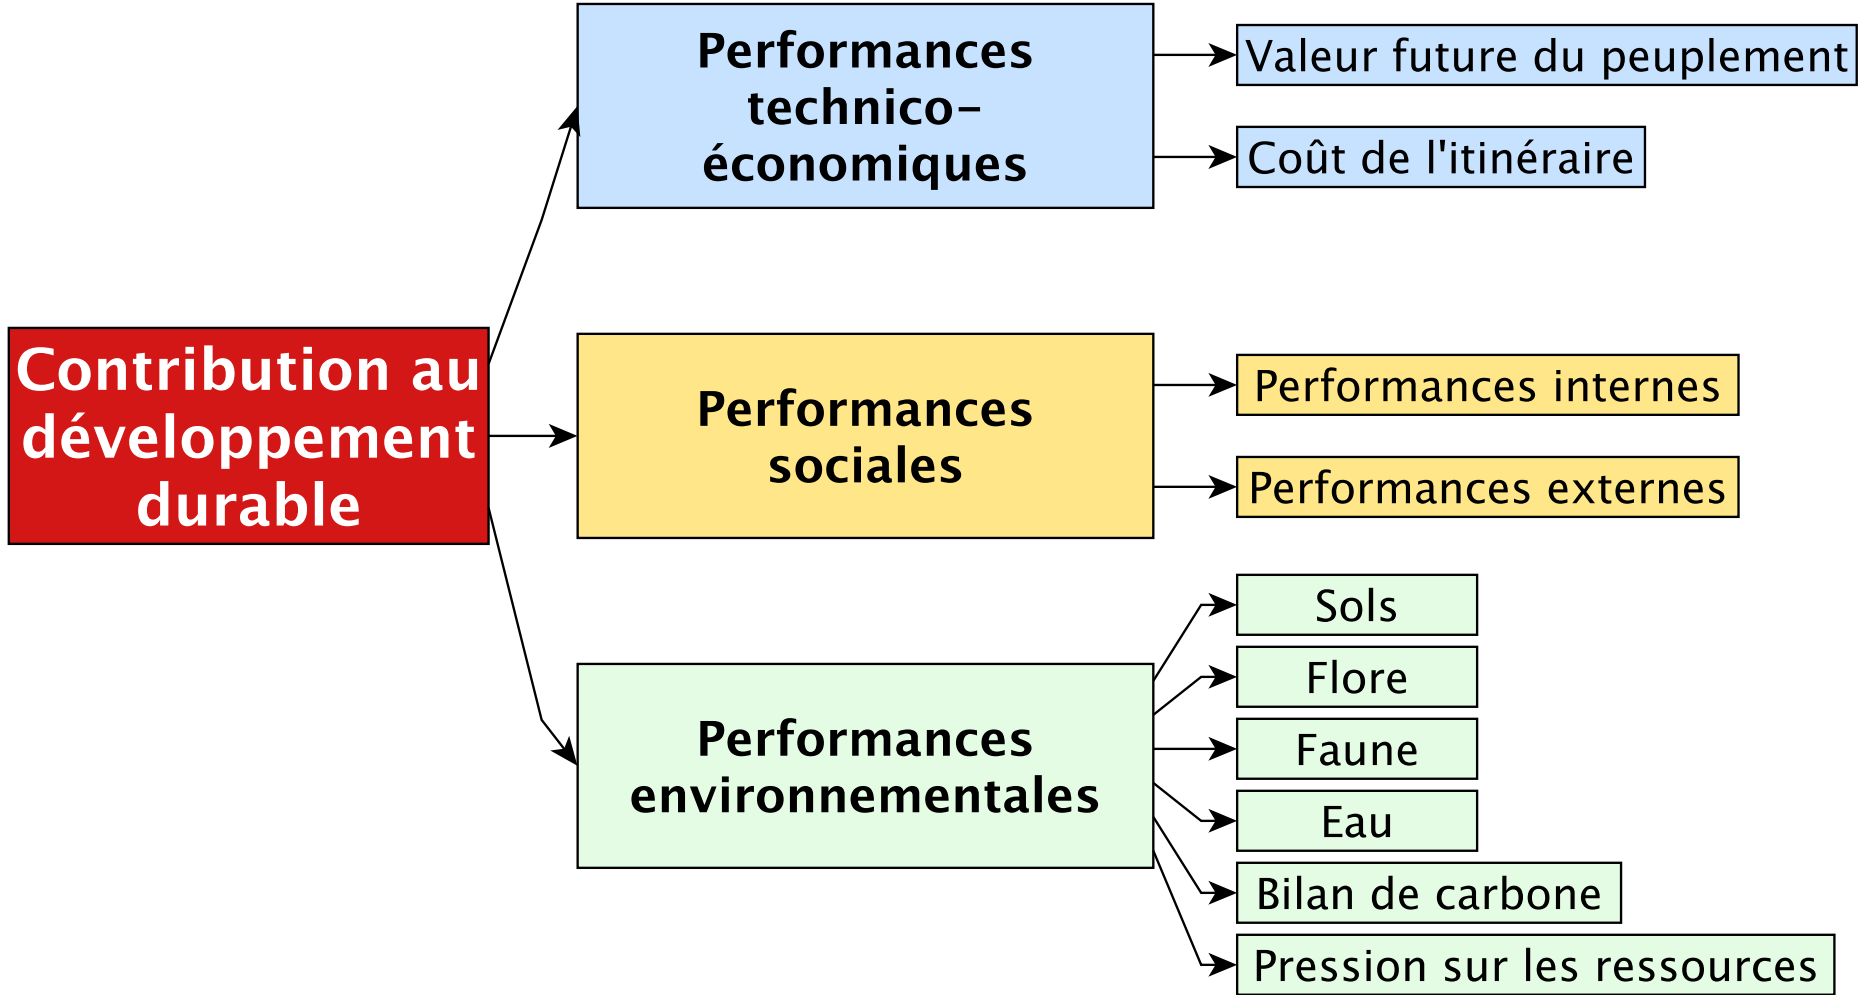 Contribution au
développement
durable
Performances
technico-
économiques
Valeur future du peuplement
Coût de l'itinéraire
Performances
sociales
Performances internes
Performances externes
Performances
environnementales
Sols
Flore
Faune
Eau
Bilan de carbone
Pression sur les ressources